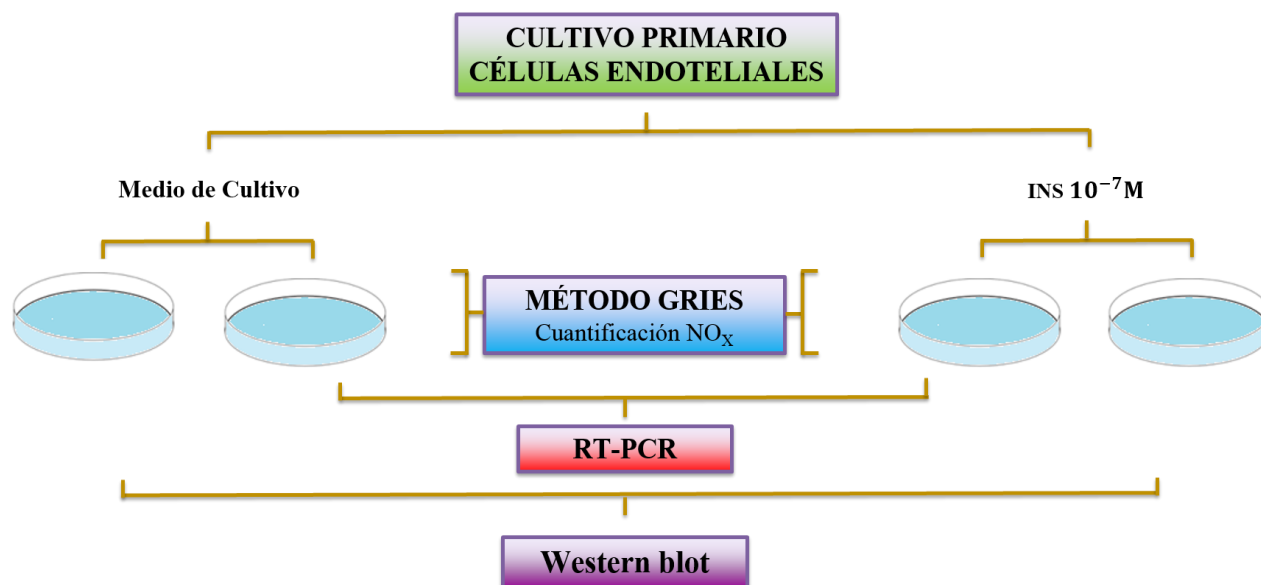 CULTIVO PRIMARIO
CÉLULAS ENDOTELIALES
Medio de Cultivo
INS 10⁻⁷M
MÉTODO GRIES
Cuantificación NOₓ
RT-PCR
Western blot